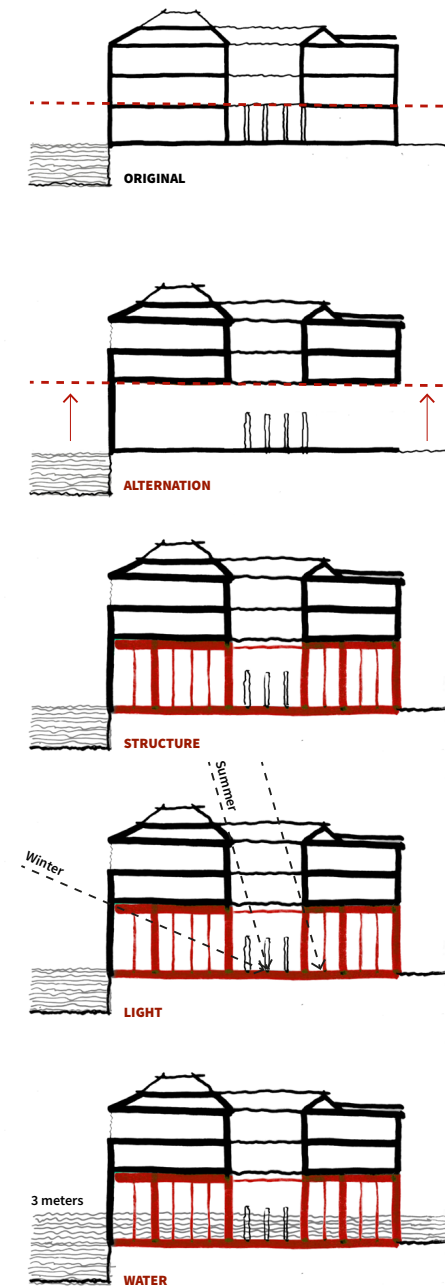 ORIGINAL
ALTERNATION
STRUCTURE
Summer
Winter
LIGHT
3 meters
WATER